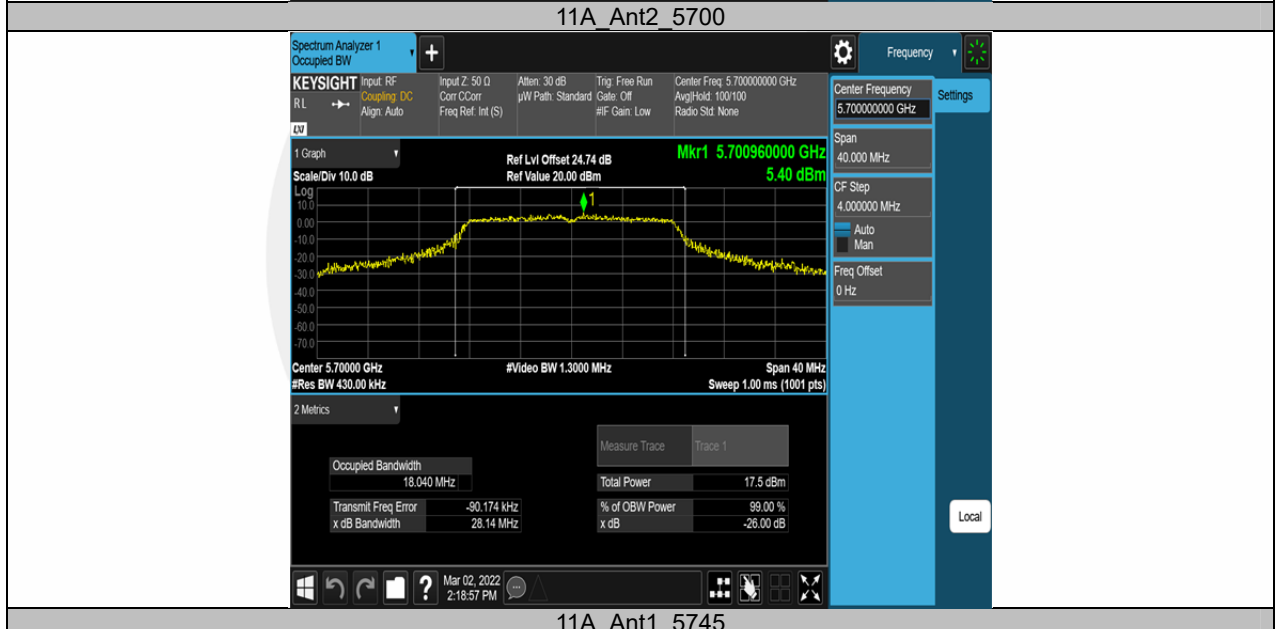 11A_Ant2_5700
Spectrum Analyzer 1
Occupied BW
+
Frequency
KEYSIGHT
RL
LXI
Input: RF
Coupling: DC
Align: Auto
Input Z: 50 Ω
Corr CCorr
Freq Ref: Int (S)
Atten: 30 dB
µW Path: Standard
Trig: Free Run
Gate: Off
#IF Gain: Low
Center Freq: 5.700000000 GHz
Avg|Hold: 100/100
Radio Std: None
Center Frequency
5.700000000 GHz
Settings
Span
40.000 MHz
CF Step
4.000000 MHz
Auto
Man
Freq Offset
0 Hz
1 Graph
Scale/Div 10.0 dB
Ref Lvl Offset 24.74 dB
Ref Value 20.00 dBm
Mkr1 5.700960000 GHz
5.40 dBm
Log
10.0
0.00
-10.0
-20.0
-30.0
-40.0
-50.0
-60.0
-70.0
1
Center 5.70000 GHz
#Video BW 1.3000 MHz
Span 40 MHz
#Res BW 430.00 kHz
Sweep 1.00 ms (1001 pts)
2 Metrics
Measure Trace Trace 1
Occupied Bandwidth
18.040 MHz
Total Power 17.5 dBm
Transmit Freq Error -90.174 kHz
% of OBW Power 99.00 %
x dB Bandwidth 28.14 MHz
x dB -26.00 dB
Local
?
Mar 02, 2022
2:18:57 PM
11A_Ant1_5745